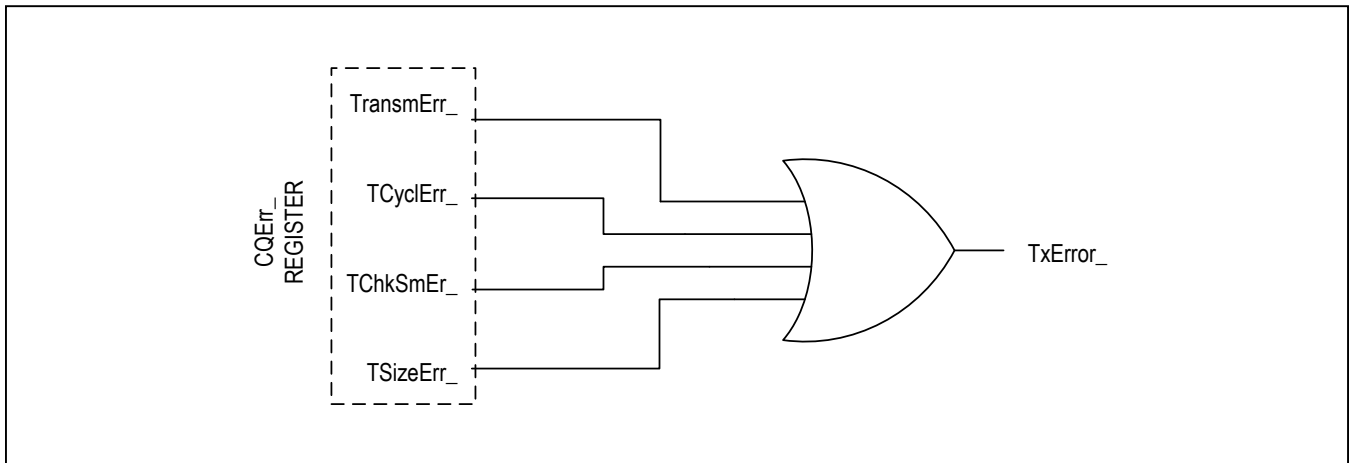 CQErr_
REGISTER
TransmErr_
TCyclErr_
TChkSmEr_
TSizeErr_
TxError_